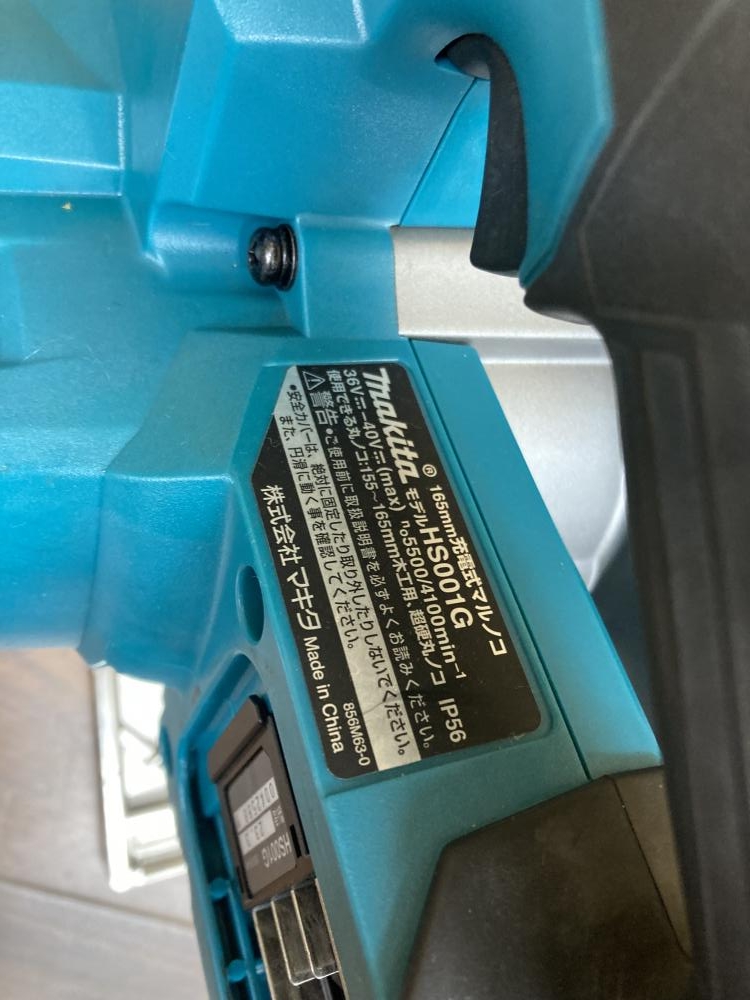 makita® 165mm充電式マルノコ
モデルHS001G
36V⎓-40V⎓(max) n₀5500/4100min⁻¹ IP56
使用できる丸ノコ:155~165mm木工用、超硬丸ノコ
⚠警告 •ご使用前に取扱説明書を必ずよくお読みください。
•安全カバーは、絶対に固定したり取り外したりしないでください。
また、円滑に動く事を確認してください。
856M63-0
株式会社マキタ Made in China
HS001G